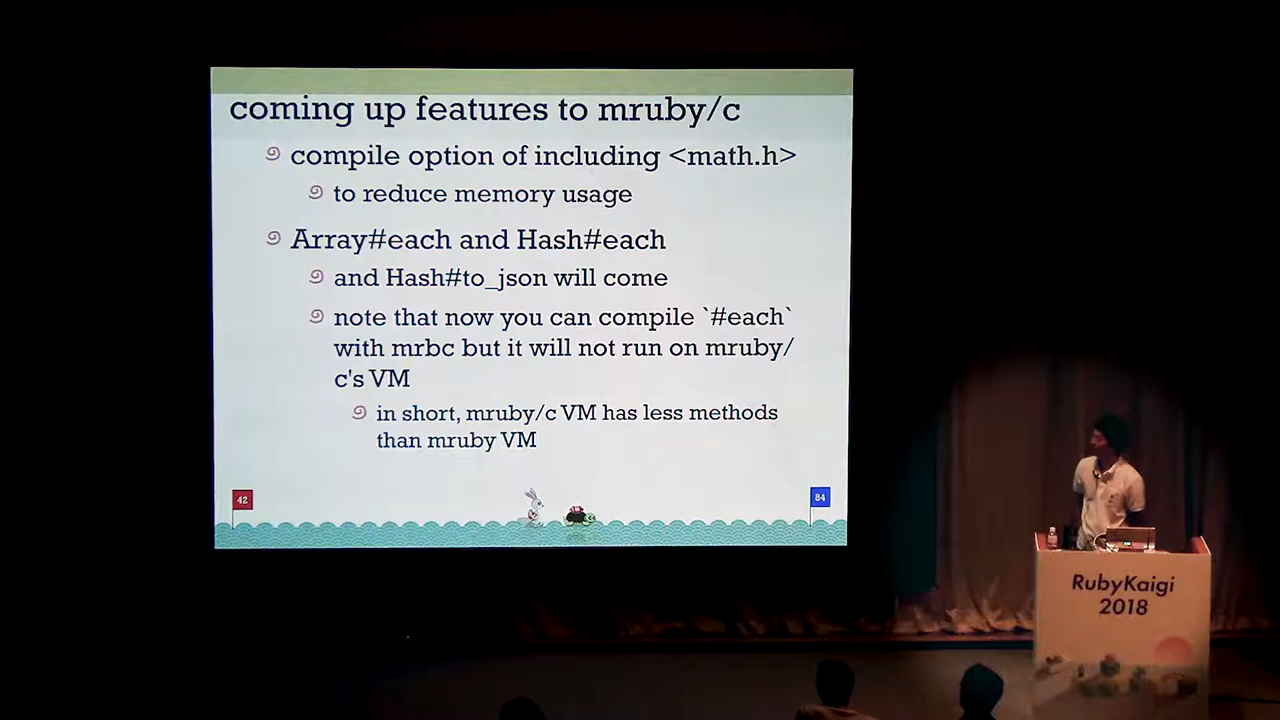 coming up features to mruby/c
compile option of including <math.h>
to reduce memory usage
Array#each and Hash#each
and Hash#to_json will come
note that now you can compile `#each`
with mrbc but it will not run on mruby/
c's VM
in short, mruby/c VM has less methods
than mruby VM
42
84
RubyKaigi
2018